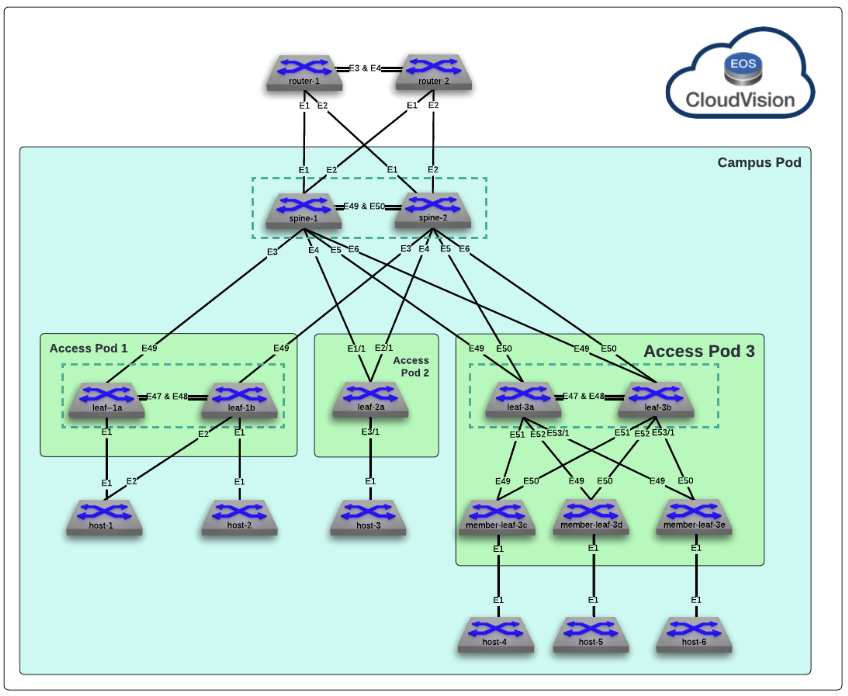 EOS
CloudVision
router-1
E3 & E4
router-2
E1 E2
E1 E2
E1 E2
E1 E2
Campus Pod
spine-1
E49 & E50
spine-2
E3 E4 E5 E6
E3 E4 E5 E6
Access Pod 1
E49
E49
E1/1 E2/1
Access
Pod 2
E49 E50
E49 E50
Access Pod 3
leaf--1a
E47 & E48
leaf-1b
leaf-2a
leaf-3a
E47 & E48
leaf-3b
E1
E2
E1
E3/1
E51 E52 E53/1
E51 E52 E53/1
E1 E2
E1
E1
E49 E50
E49 E50
E49 E50
host-1
host-2
host-3
member-leaf-3c
member-leaf-3d
member-leaf-3e
E1
E1
E1
E1
E1
E1
host-4
host-5
host-6